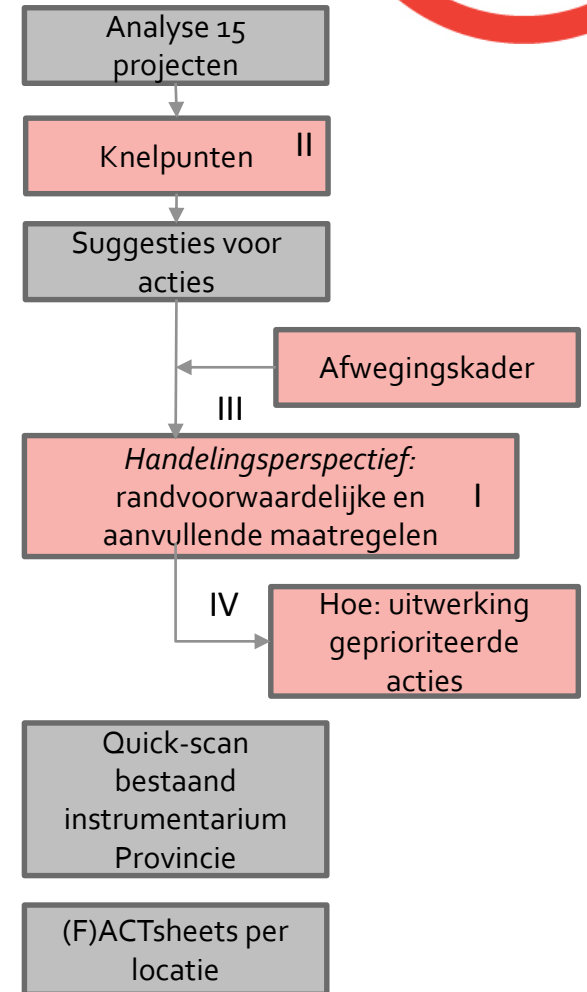 Analyse 15
projecten
Knelpunten
II
Suggesties voor
acties
Afwegingskader
III
Handelingsperspectief:
randvoorwaardelijke en
aanvullende maatregelen
I
IV
Hoe: uitwerking
geprioriteerde
acties
Quick-scan
bestaand
instrumentarium
Provincie
(F)ACTsheets per
locatie